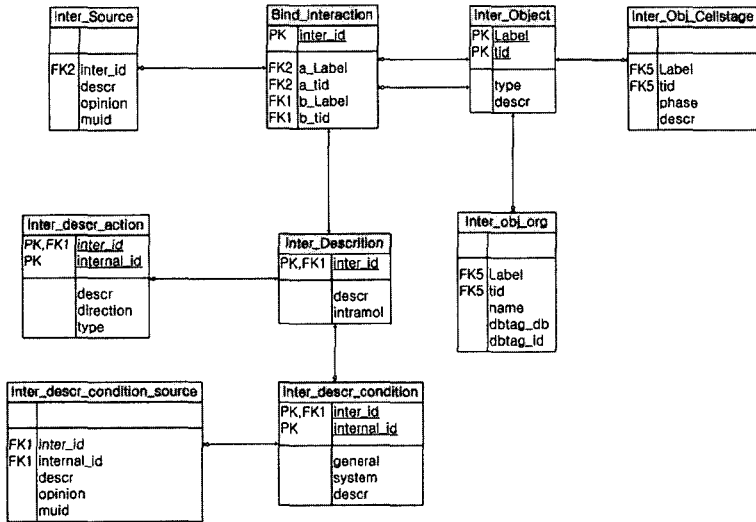 Inter_Source
FK2 inter_id
descr
opinion
muid
Bind_Interaction
PK inter_id
FK2 a_Label
FK2 a_tid
FK1 b_Label
FK1 b_tid
Inter_Object
PK Label
PK tid
type
descr
Inter_Obj_Cellstage
FK5 Label
FK5 tid
phase
descr
Inter_descr_action
PK,FK1 inter_id
PK internal_id
descr
direction
type
Inter_Descrition
PK,FK1 inter_id
descr
intramol
Inter_obj_org
FK5 Label
FK5 tid
name
dbtag_db
dbtag_id
Inter_descr_condition_source
FK1 inter_id
FK1 internal_id
descr
opinion
muid
Inter_descr_condition
PK,FK1 inter_id
PK internal_id
general
system
descr